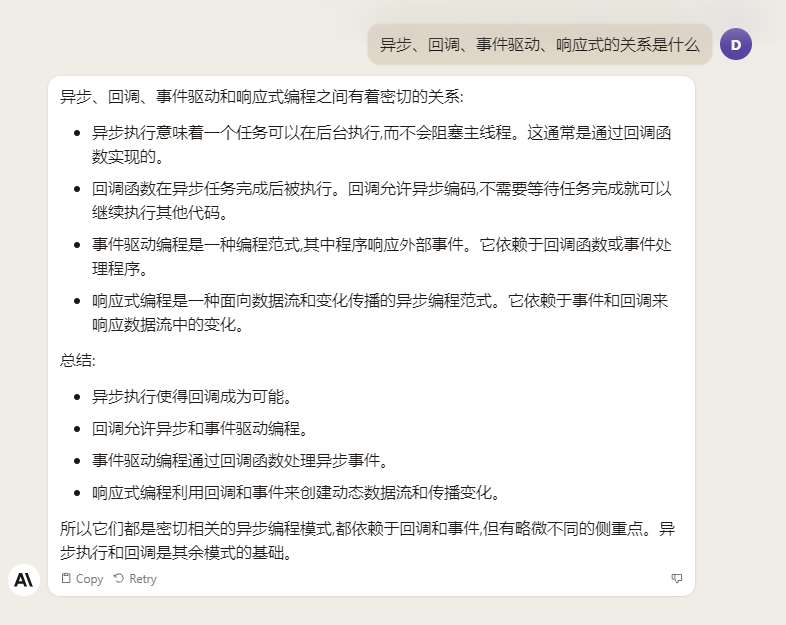 异步、回调、事件驱动、响应式的关系是什么
D
异步、回调、事件驱动和响应式编程之间有着密切的关系:
异步执行意味着一个任务可以在后台执行,而不会阻塞主线程。这通常是通过回调函
数实现的。
回调函数在异步任务完成后被执行。回调允许异步编码,不需要等待任务完成就可以
继续执行其他代码。
事件驱动编程是一种编程范式,其中程序响应外部事件。它依赖于回调函数或事件处
理程序。
响应式编程是一种面向数据流和变化传播的异步编程范式。它依赖于事件和回调来
响应数据流中的变化。
总结:
异步执行使得回调成为可能。
回调允许异步和事件驱动编程。
事件驱动编程通过回调函数处理异步事件。
响应式编程利用回调和事件来创建动态数据流和传播变化。
所以它们都是密切相关的异步编程模式,都依赖于回调和事件,但有略微不同的侧重点。异
步执行和回调是其余模式的基础。
A\
Copy Retry